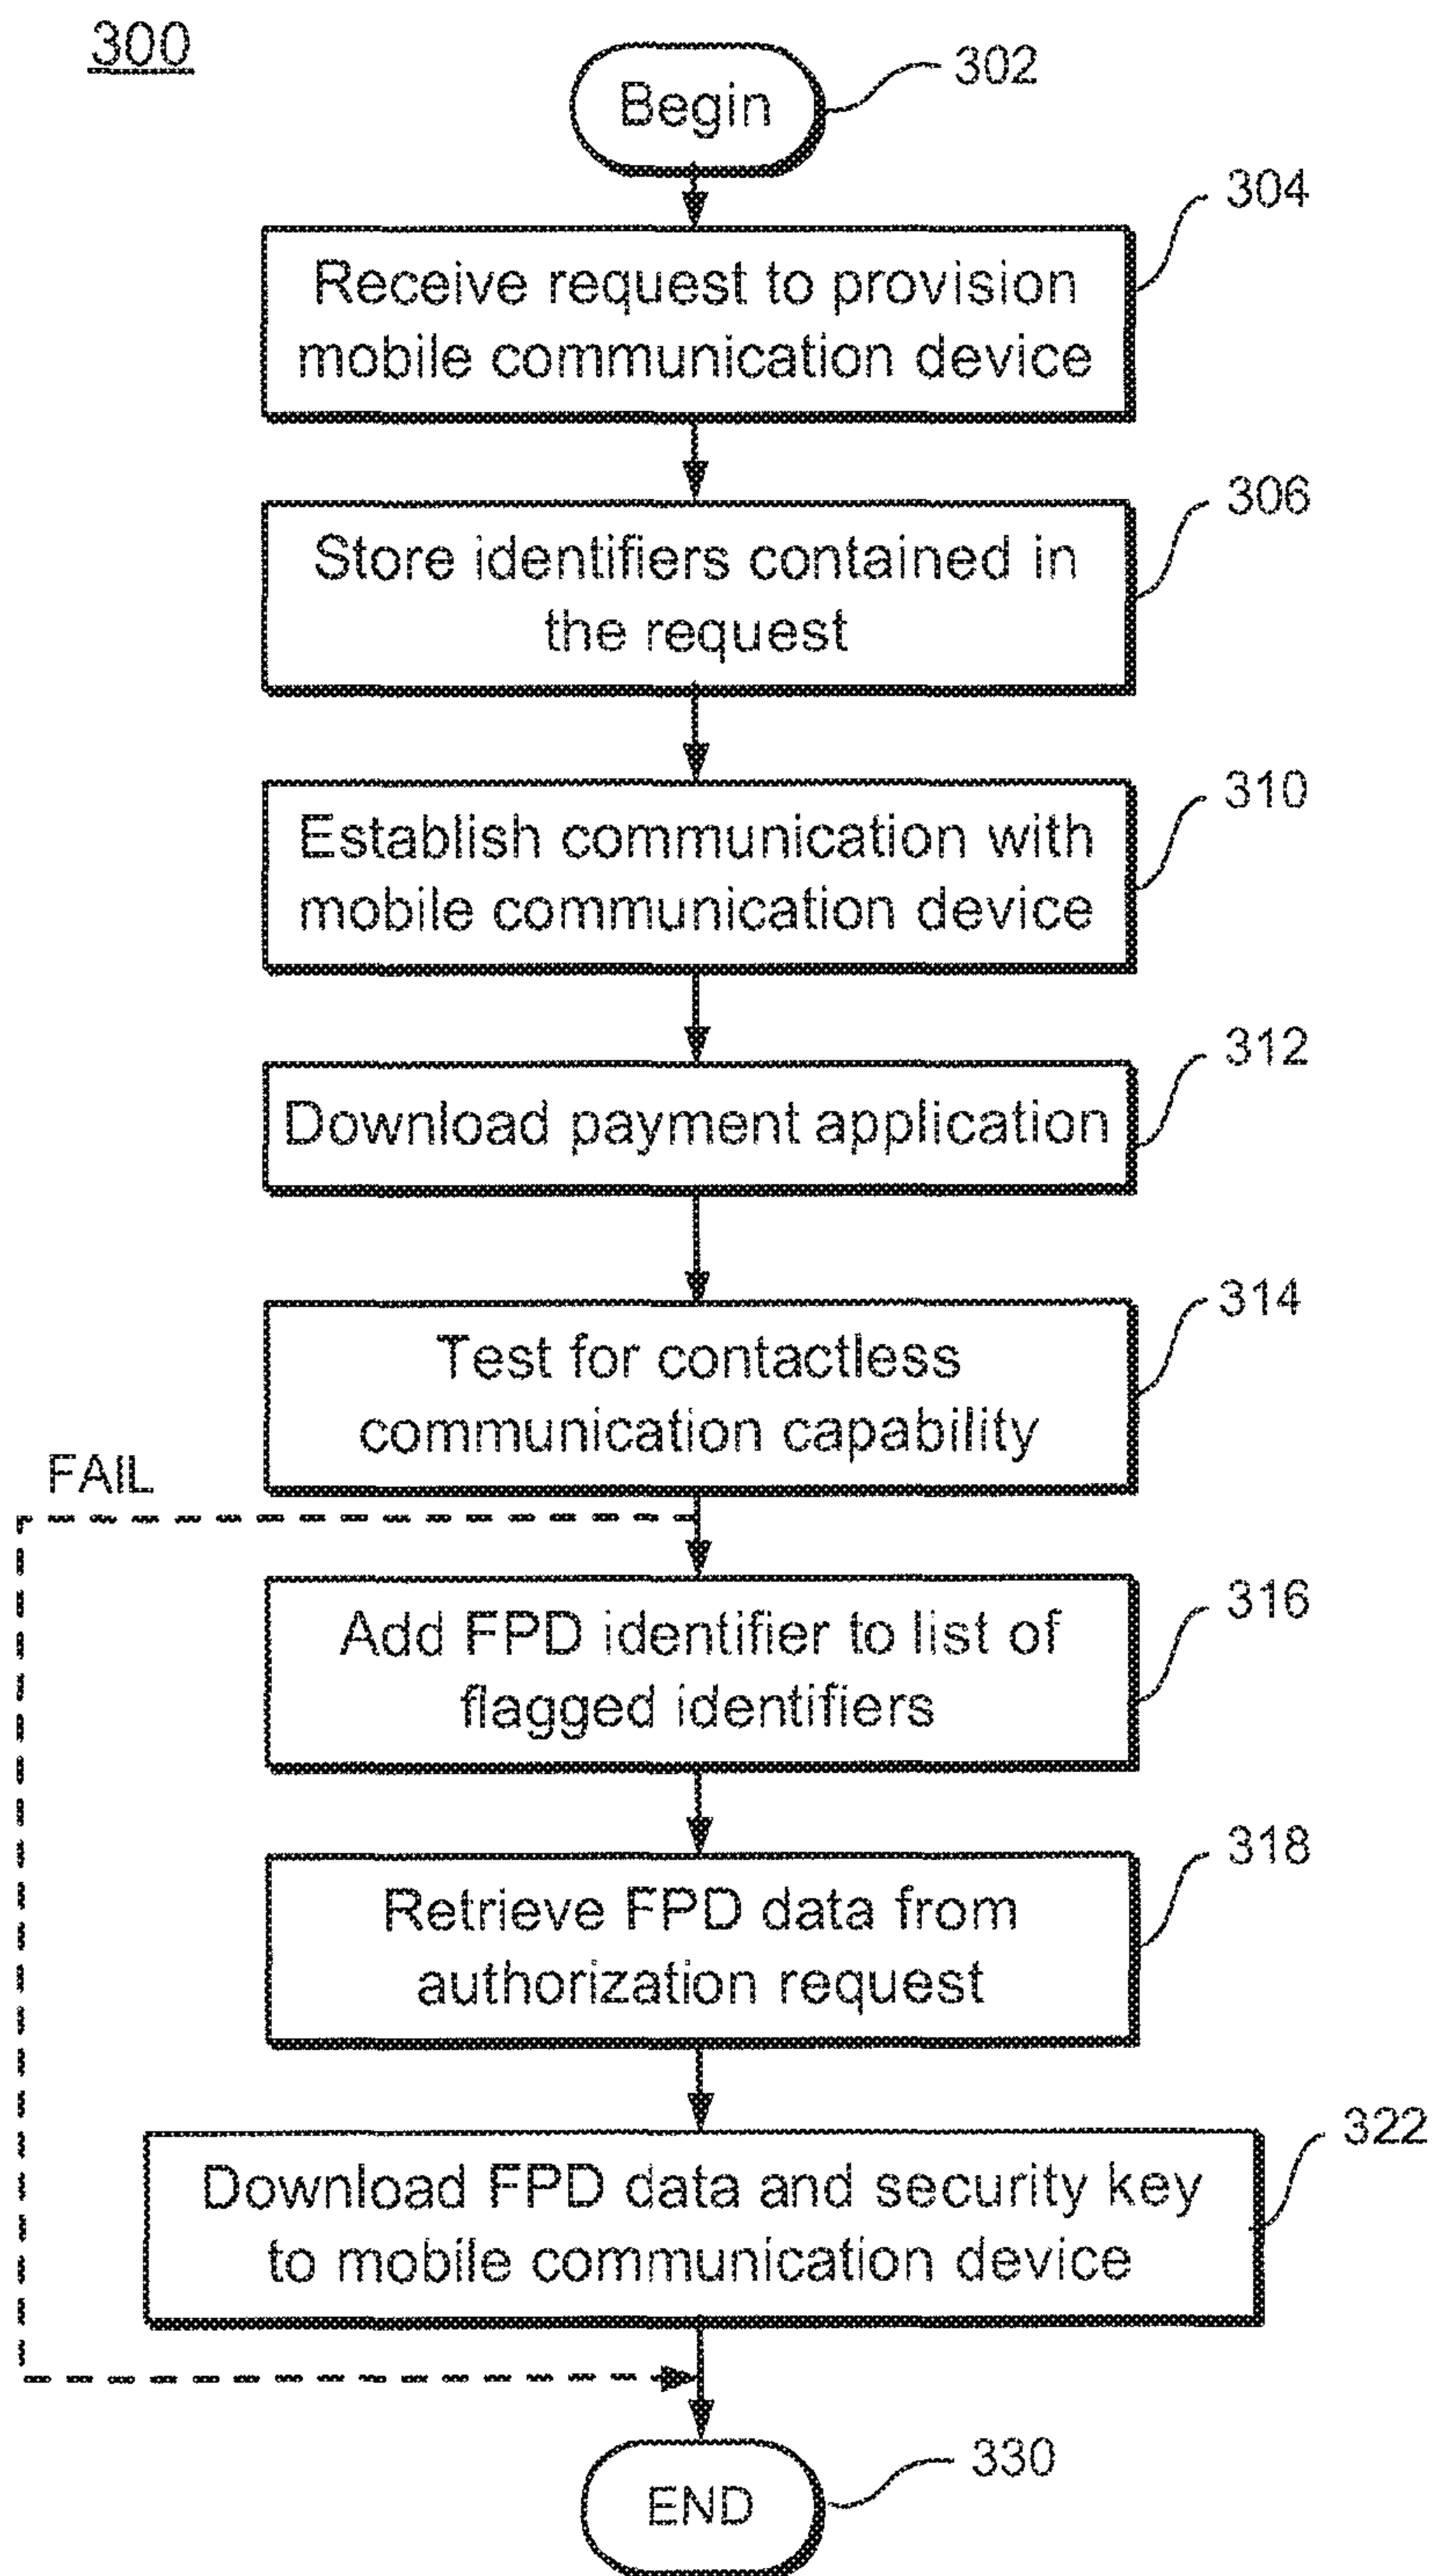 300
Begin
302
304
Receive request to provision
mobile communication device
306
Store identifiers contained in
the request
310
Establish communication with
mobile communication device
312
Download payment application
314
Test for contactless
communication capability
FAIL
316
Add FPD identifier to list of
flagged identifiers
318
Retrieve FPD data from
authorization request
322
Download FPD data and security key
to mobile communication device
330
END